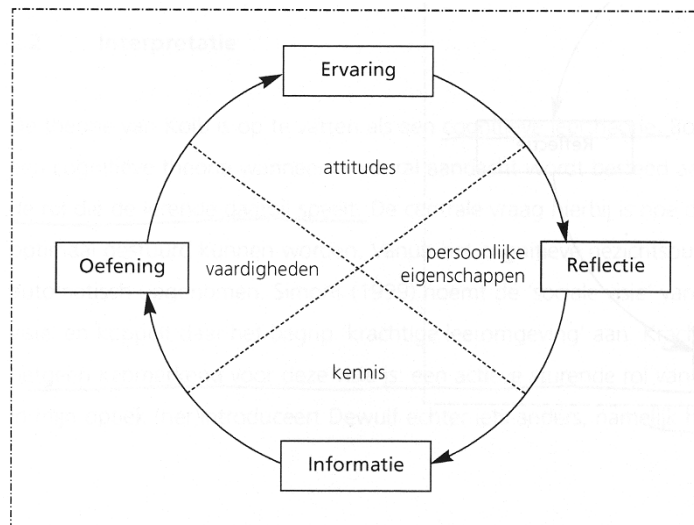 Ervaring
attitudes
Oefening
vaardigheden
persoonlijke
eigenschappen
Reflectie
kennis
Informatie